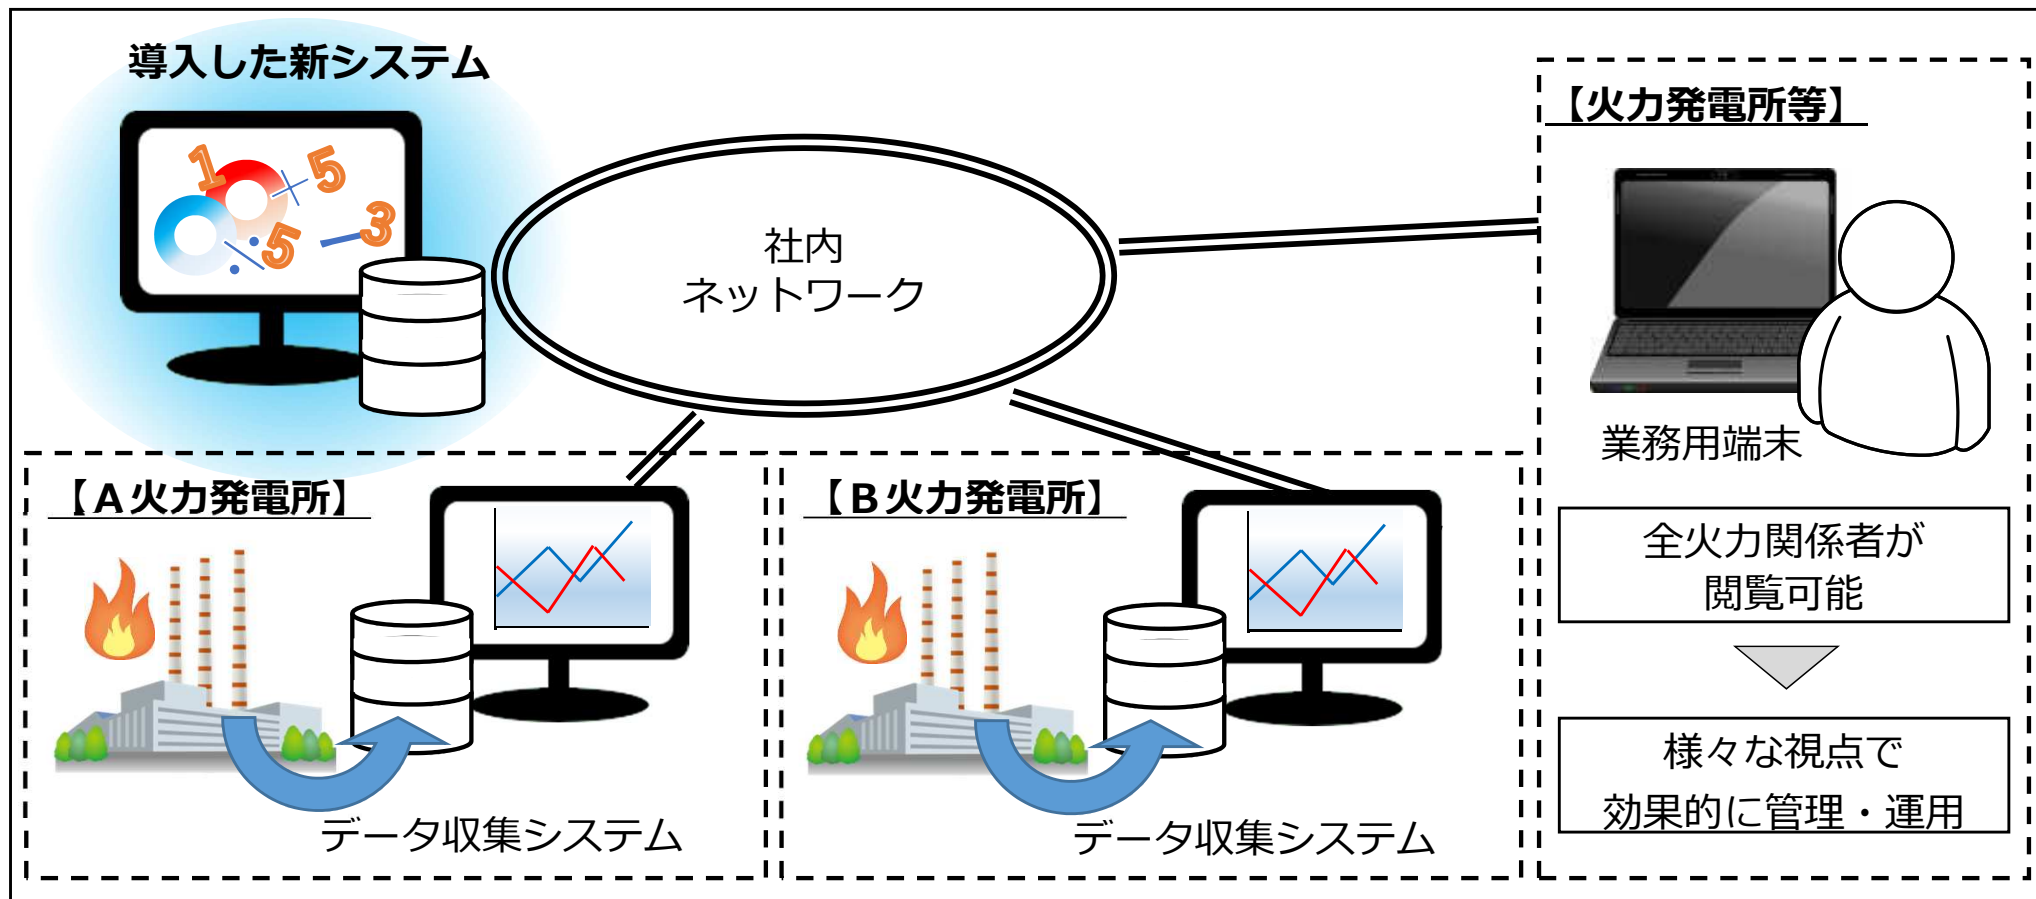 導入した新システム
1
5
5
3
社内
ネットワーク
【火力発電所等】
業務用端末
全火力関係者が
閲覧可能
様々な視点で
効果的に管理・運用
【A火力発電所】
データ収集システム
【B火力発電所】
データ収集システム